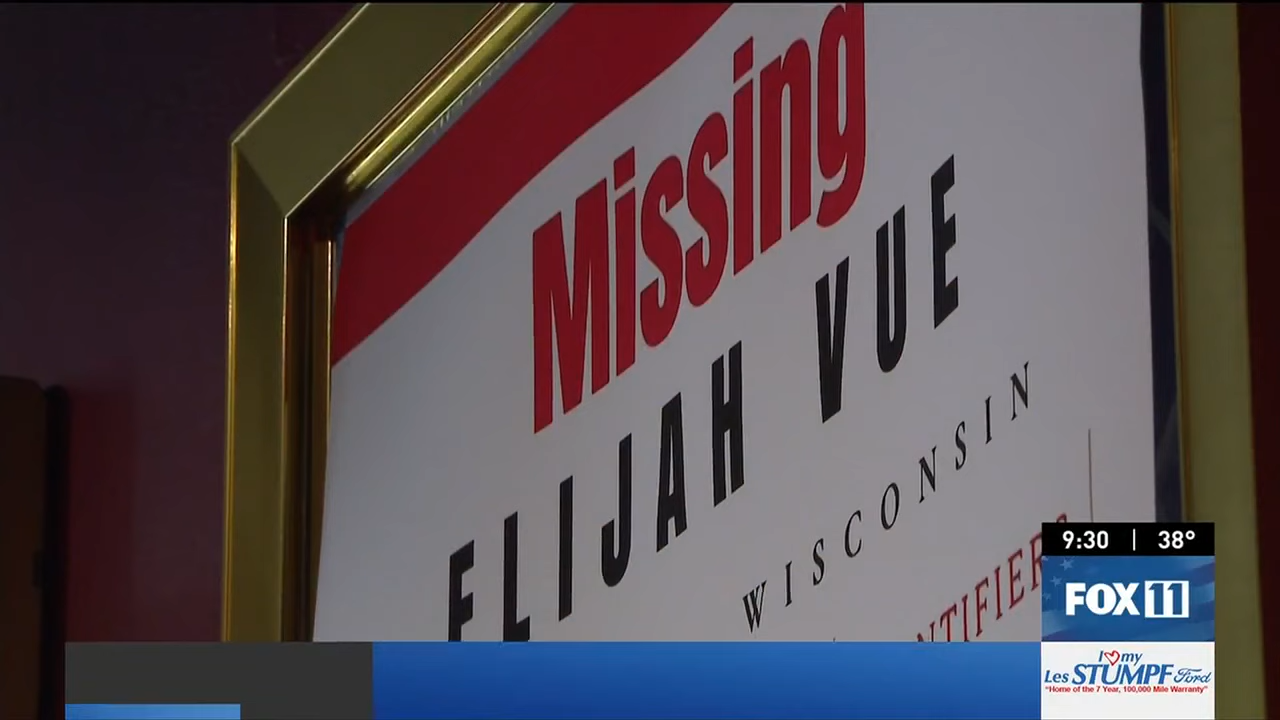 Missing
ELIJAH VUE
WISCONSIN
NTIFIER
9:30 | 38°
FOX 11
I my
Les STUMPF Ford
"Home of the 7 Year, 100,000 Mile Warranty"